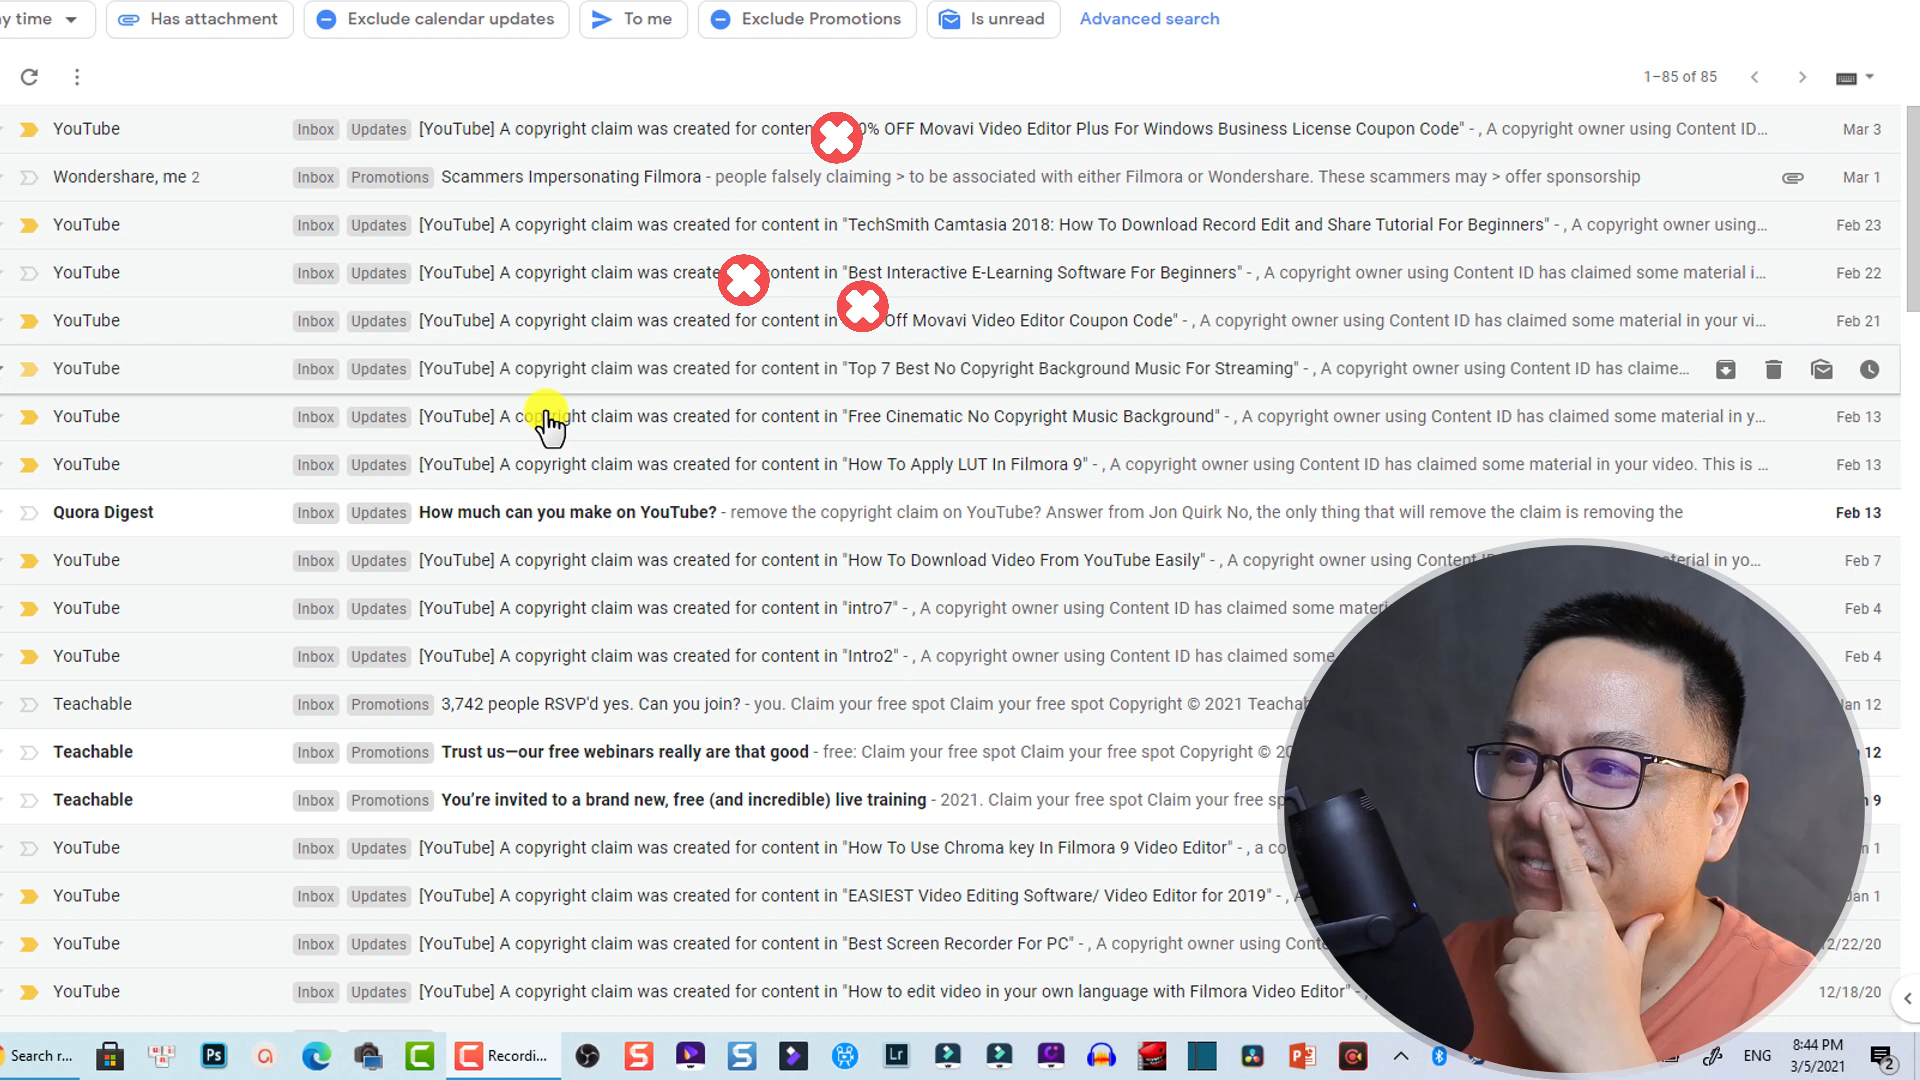 y time Has attachment Exclude calendar updates To me Exclude Promotions Is unread Advanced search
1–85 of 85
YouTube Inbox Updates [YouTube] A copyright claim was created for conten 0% OFF Movavi Video Editor Plus For Windows Business License Coupon Code" - , A copyright owner using Content ID… Mar 3
Wondershare, me 2 Inbox Promotions Scammers Impersonating Filmora - people falsely claiming > to be associated with either Filmora or Wondershare. These scammers may > offer sponsorship Mar 1
YouTube Inbox Updates [YouTube] A copyright claim was created for content in "TechSmith Camtasia 2018: How To Download Record Edit and Share Tutorial For Beginners" - , A copyright owner using… Feb 23
YouTube Inbox Updates [YouTube] A copyright claim was create content in "Best Interactive E-Learning Software For Beginners" - , A copyright owner using Content ID has claimed some material i… Feb 22
YouTube Inbox Updates [YouTube] A copyright claim was created for content in Off Movavi Video Editor Coupon Code" - , A copyright owner using Content ID has claimed some material in your vi… Feb 21
YouTube Inbox Updates [YouTube] A copyright claim was created for content in "Top 7 Best No Copyright Background Music For Streaming" - , A copyright owner using Content ID has claime…
YouTube Inbox Updates [YouTube] A copyright claim was created for content in "Free Cinematic No Copyright Music Background" - , A copyright owner using Content ID has claimed some material in y… Feb 13
YouTube Inbox Updates [YouTube] A copyright claim was created for content in "How To Apply LUT In Filmora 9" - , A copyright owner using Content ID has claimed some material in your video. This is … Feb 13
Quora Digest Inbox Updates How much can you make on YouTube? - remove the copyright claim on YouTube? Answer from Jon Quirk No, the only thing that will remove the claim is removing the Feb 13
YouTube Inbox Updates [YouTube] A copyright claim was created for content in "How To Download Video From YouTube Easily" - , A copyright owner using Content aterial in yo… Feb 7
YouTube Inbox Updates [YouTube] A copyright claim was created for content in "intro7" - , A copyright owner using Content ID has claimed some materi Feb 4
YouTube Inbox Updates [YouTube] A copyright claim was created for content in "Intro2" - , A copyright owner using Content ID has claimed some Feb 4
Teachable Inbox Promotions 3,742 people RSVP'd yes. Can you join? - you. Claim your free spot Claim your free spot Copyright © 2021 Teachab an 12
Teachable Inbox Promotions Trust us—our free webinars really are that good - free: Claim your free spot Claim your free spot Copyright © 20 12
Teachable Inbox Promotions You're invited to a brand new, free (and incredible) live training - 2021. Claim your free spot Claim your free sp n 9
YouTube Inbox Updates [YouTube] A copyright claim was created for content in "How To Use Chroma key In Filmora 9 Video Editor" - , a co n 1
YouTube Inbox Updates [YouTube] A copyright claim was created for content in "EASIEST Video Editing Software/ Video Editor for 2019" - , Jan 1
YouTube Inbox Updates [YouTube] A copyright claim was created for content in "Best Screen Recorder For PC" - , A copyright owner using Cont 12/22/20
YouTube Inbox Updates [YouTube] A copyright claim was created for content in "How to edit video in your own language with Filmora Video Editor" - , 12/18/20
Search r... Ps Recordi... S S Lr ENG 8:44 PM
3/5/2021 2